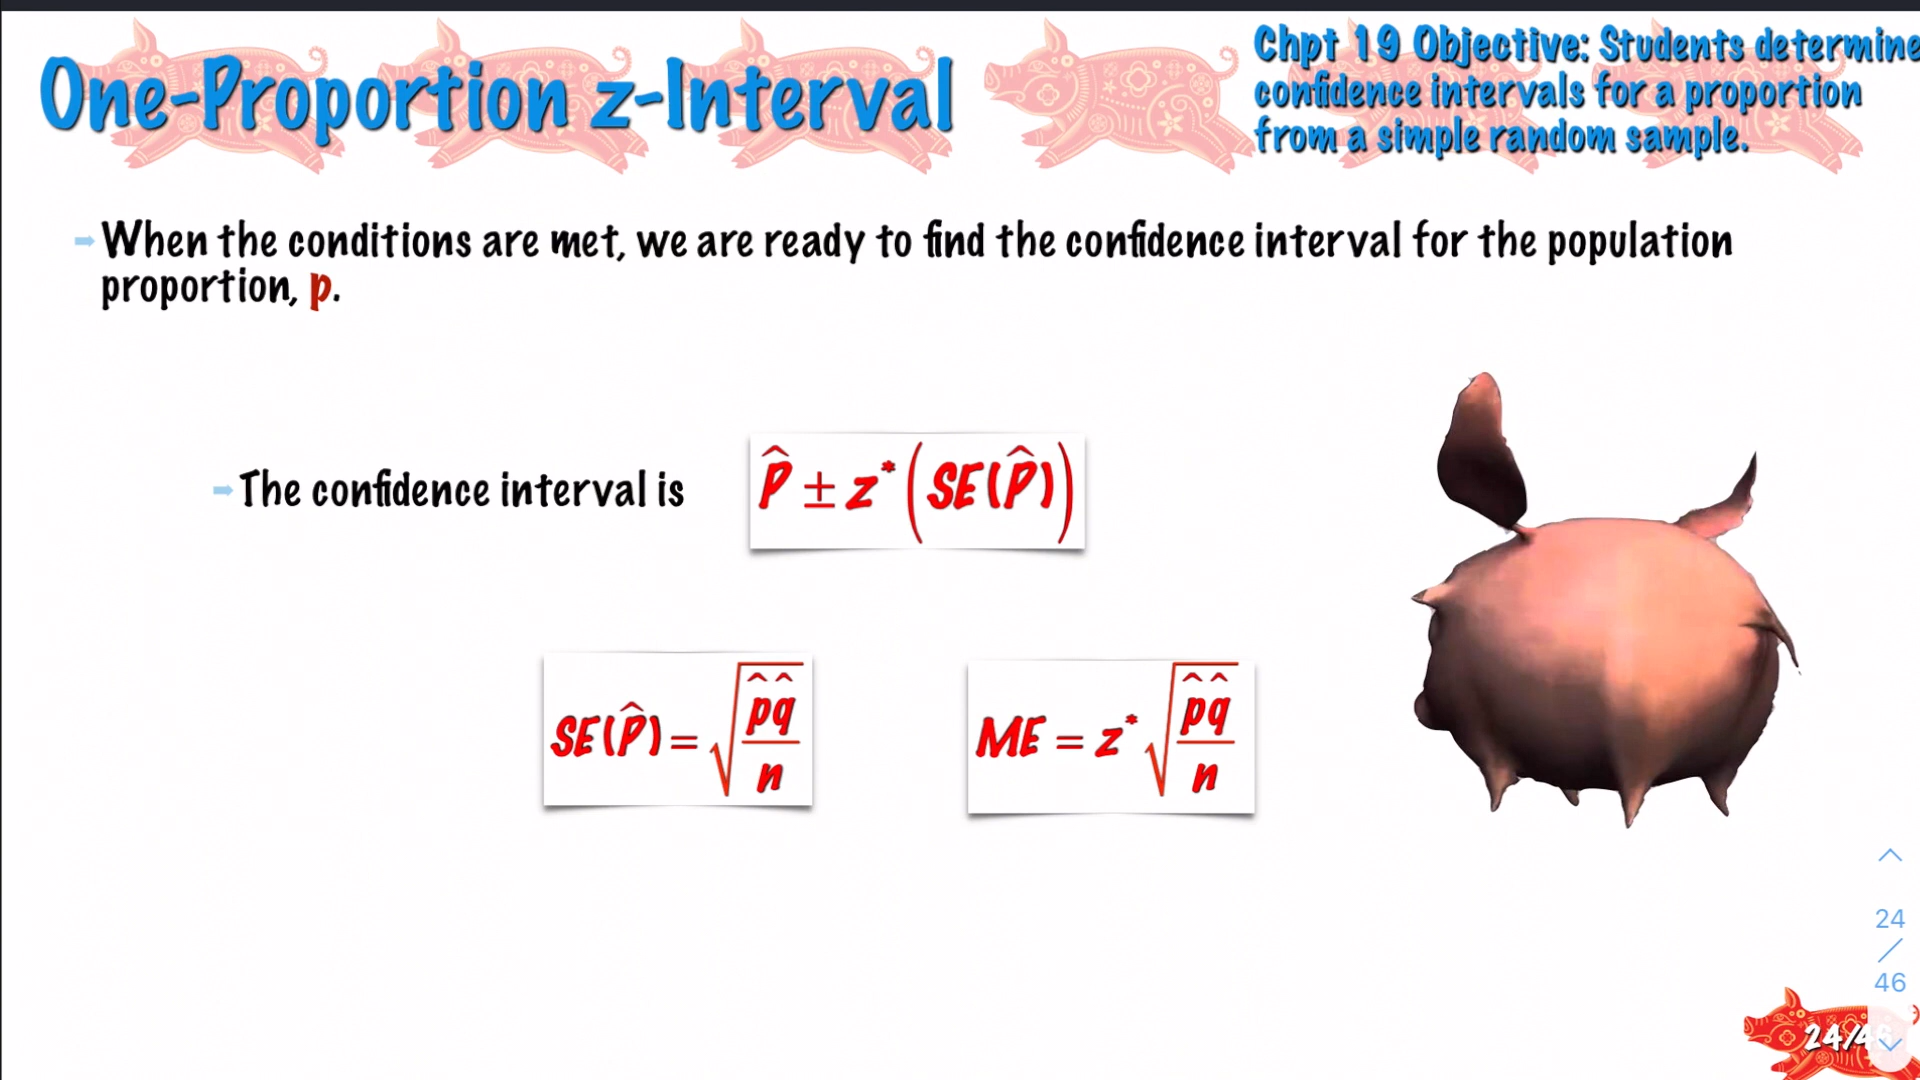 One-Proportion z-Interval
Chpt 19 Objective: Students determine
confidence intervals for a proportion
from a simple random sample.
When the conditions are met, we are ready to find the confidence interval for the population
proportion, p.
The confidence interval is p̂ ± z* (SE(p̂))
SE(p̂) = √(p̂q̂/n)
ME = z* √(p̂q̂/n)
24
/
46
24/46